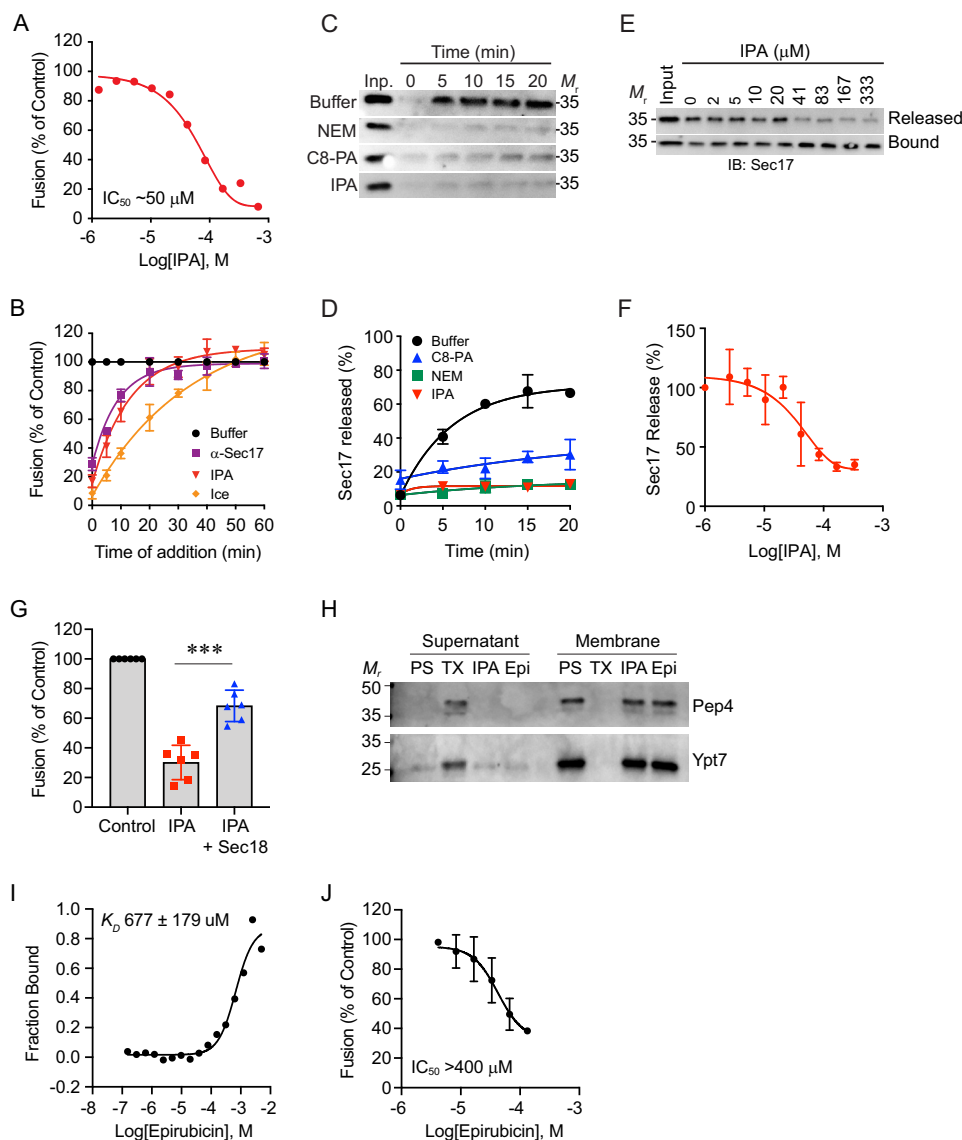 A
Fusion (% of Control)
120
100
80
60
40
20
0
IC50 ~50 μM
-6 -5 -4 -3
Log[IPA], M
B
Fusion (% of Control)
120
100
80
60
40
20
0
Buffer
α-Sec17
IPA
Ice
0 10 20 30 40 50 60
Time of addition (min)
C
Time (min)
Inp. 0 5 10 15 20 Mr
Buffer -35
NEM -35
C8-PA -35
IPA -35
D
Sec17 released (%)
100
80
60
40
20
0
Buffer
C8-PA
NEM
IPA
0 5 10 15 20
Time (min)
E
IPA (μM)
Mr Input 0 2 5 10 20 41 83 167 333
35 Released
35 Bound
IB: Sec17
F
Sec17 Release (%)
150
100
50
0
-6 -5 -4 -3
Log[IPA], M
G
Fusion (% of Control)
120
100
80
60
40
20
0
***
Control IPA IPA
+ Sec18
H
Supernatant Membrane
Mr PS TX IPA Epi PS TX IPA Epi
50
35
Pep4
35
25
Ypt7
I
Fraction Bound
1.0
0.8
0.6
0.4
0.2
0.0
-0.2
KD 677 ± 179 uM
-8 -7 -6 -5 -4 -3 -2
Log[Epirubicin], M
J
Fusion (% of Control)
120
100
80
60
40
20
0
IC50 >400 μM
-6 -5 -4 -3
Log[Epirubicin], M